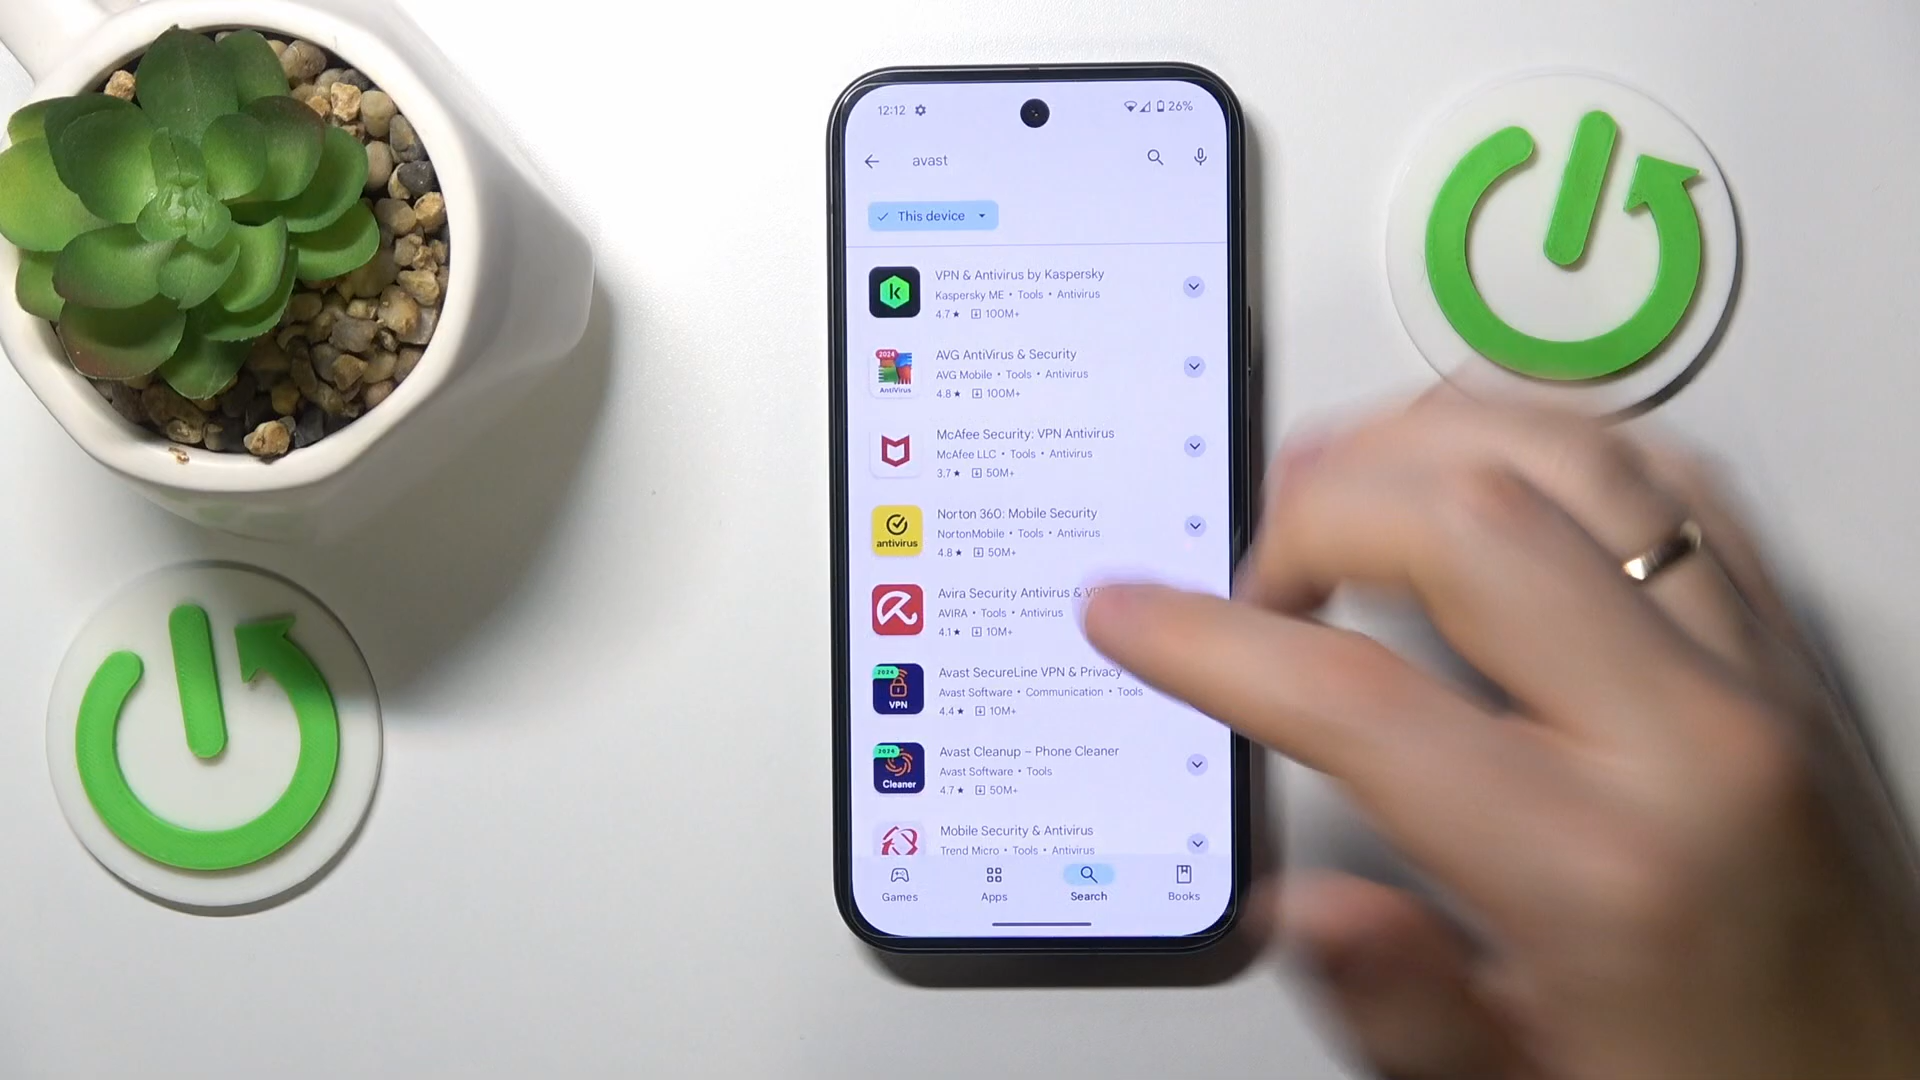 12:12
26%
avast
This device
VPN & Antivirus by Kaspersky
Kaspersky ME • Tools • Antivirus
4.7★ 100M+
2024
AntiVirus
AVG AntiVirus & Security
AVG Mobile • Tools • Antivirus
4.8★ 100M+
McAfee Security: VPN Antivirus
McAfee LLC • Tools • Antivirus
3.7★ 50M+
antivirus
Norton 360: Mobile Security
NortonMobile • Tools • Antivirus
4.8★ 50M+
Avira Security Antivirus &
AVIRA • Tools • Antivirus
4.1★ 10M+
2024
VPN
Avast SecureLine VPN & Privacy
Avast Software • Communication • Tools
4.4★ 10M+
2024
Cleaner
Avast Cleanup – Phone Cleaner
Avast Software • Tools
4.7★ 50M+
Mobile Security & Antivirus
Trend Micro • Tools • Antivirus
Games
Apps
Search
Books